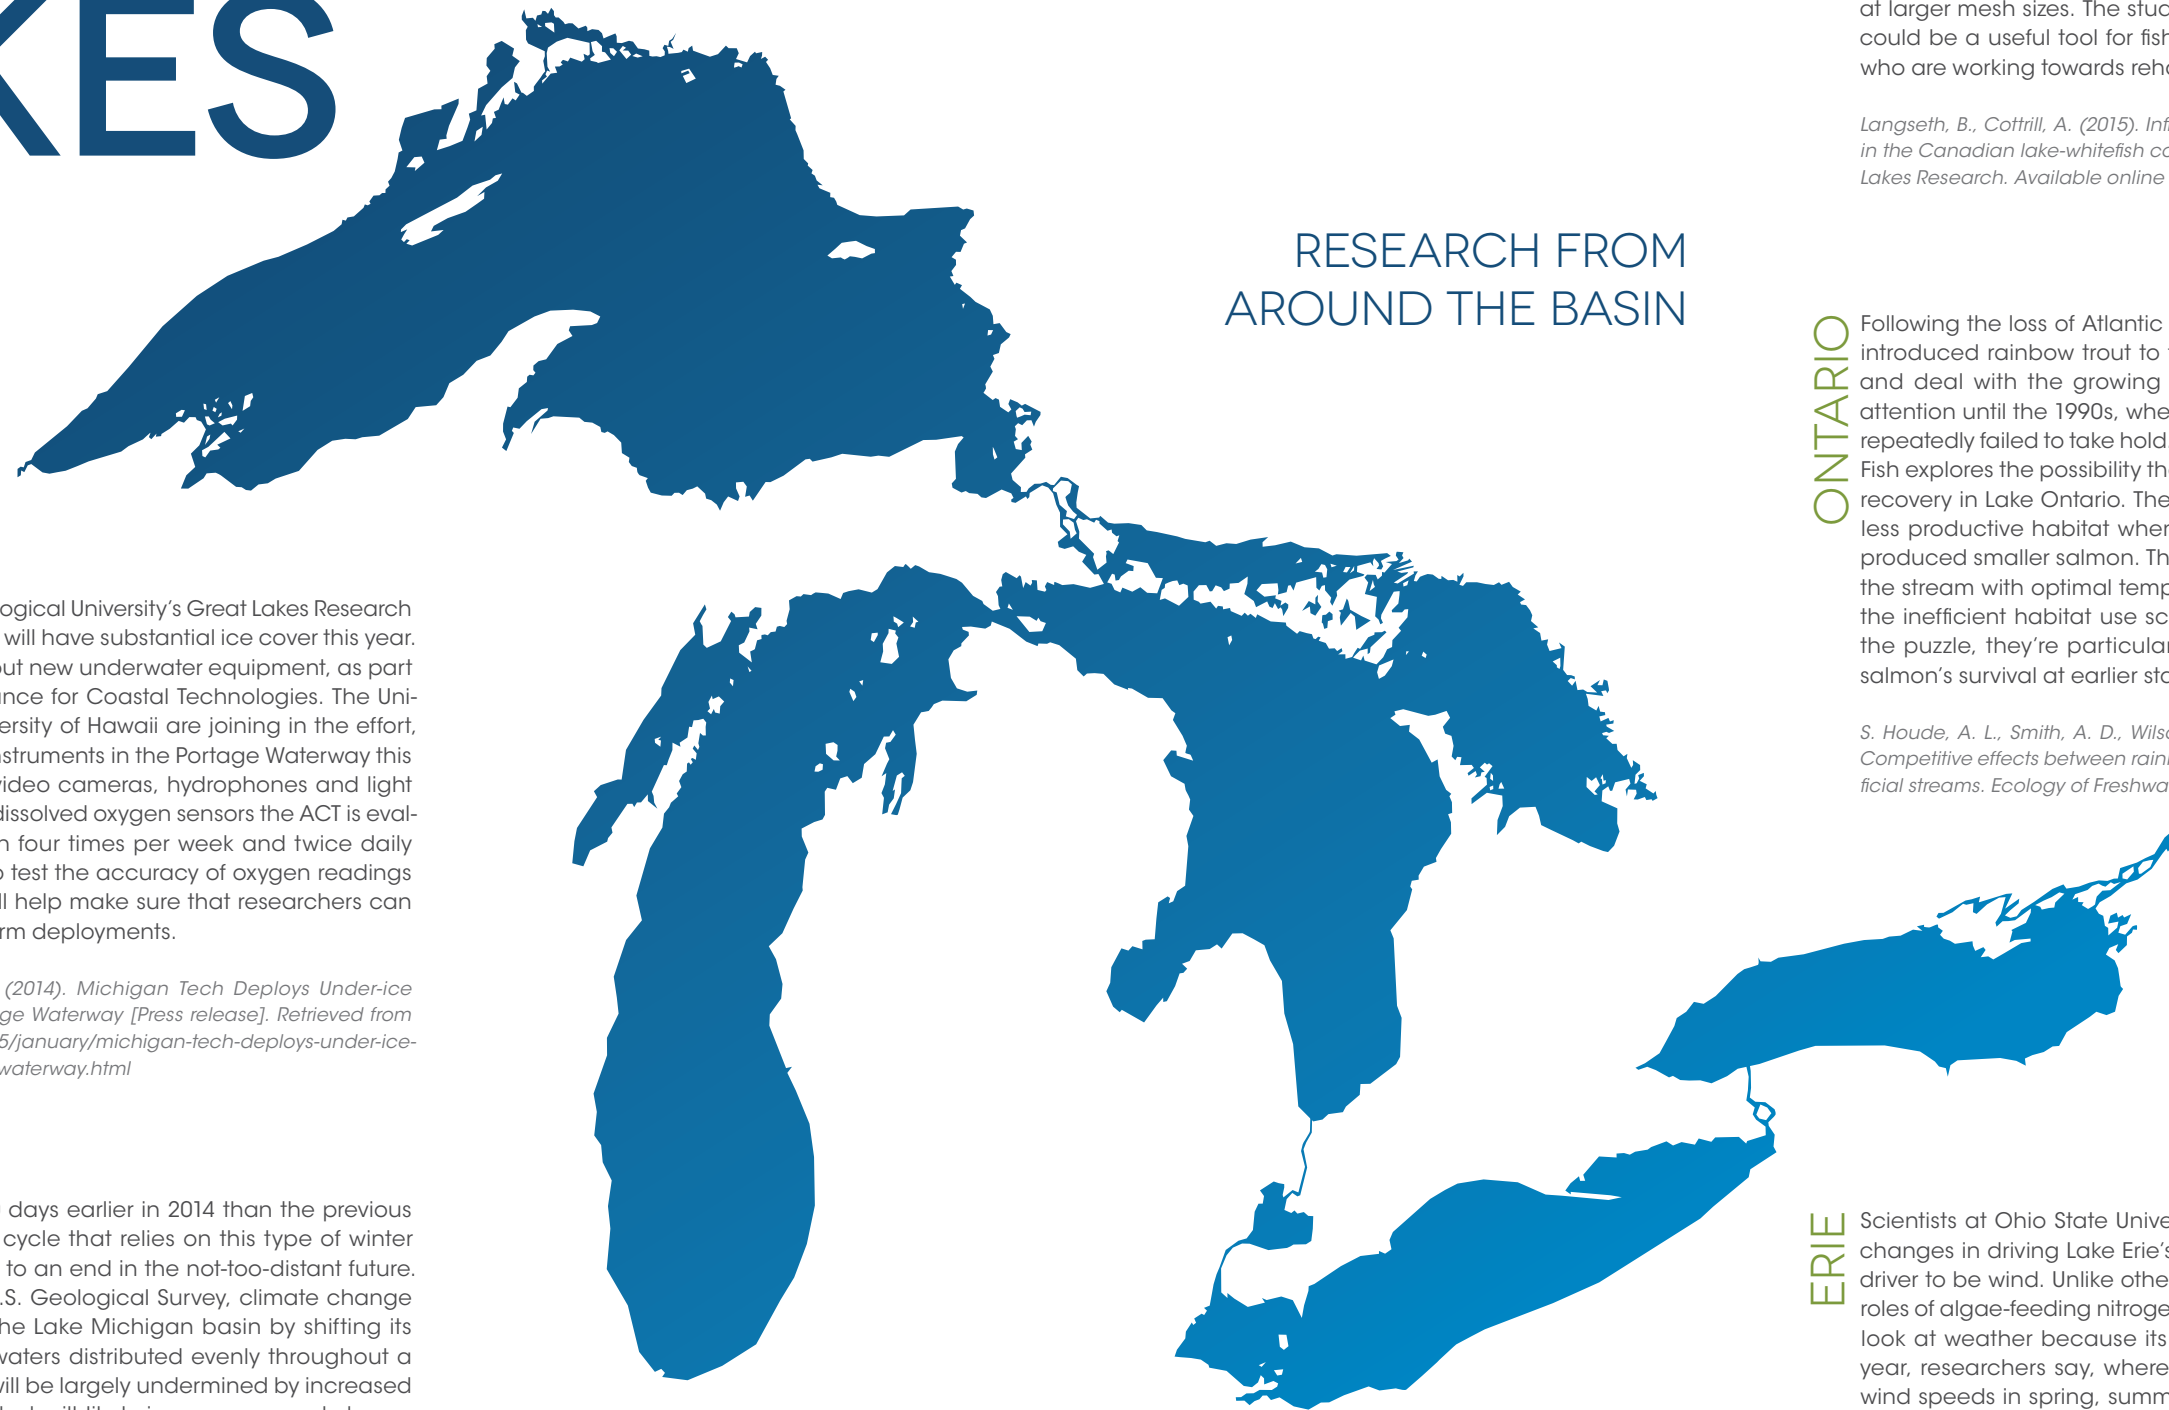 KES
RESEARCH FROM
AROUND THE BASIN
ogical University's Great Lakes Research
will have substantial ice cover this year.
out new underwater equipment, as part
ance for Coastal Technologies. The Uni-
ersity of Hawaii are joining in the effort,
nstruments in the Portage Waterway this
video cameras, hydrophones and light
dissolved oxygen sensors the ACT is eval-
n four times per week and twice daily
o test the accuracy of oxygen readings
ll help make sure that researchers can
rm deployments.
(2014). Michigan Tech Deploys Under-ice
ge Waterway [Press release]. Retrieved from
5/january/michigan-tech-deploys-under-ice-
waterway.html
days earlier in 2014 than the previous
cycle that relies on this type of winter
to an end in the not-too-distant future.
.S. Geological Survey, climate change
he Lake Michigan basin by shifting its
waters distributed evenly throughout a
will be largely undermined by increased
at larger mesh sizes. The stud
could be a useful tool for fish
who are working towards reha
Langseth, B., Cottrill, A. (2015). Infl
in the Canadian lake-whitefish co
Lakes Research. Available online
ONTARIO
Following the loss of Atlantic
introduced rainbow trout to
and deal with the growing
attention until the 1990s, whe
repeatedly failed to take hold.
Fish explores the possibility tha
recovery in Lake Ontario. The
less productive habitat when
produced smaller salmon. Th
the stream with optimal temp
the inefficient habitat use sc
the puzzle, they're particular
salmon's survival at earlier sta
S. Houde, A. L., Smith, A. D., Wilso
Competitive effects between rainb
ficial streams. Ecology of Freshwa
ERIE
Scientists at Ohio State Unive
changes in driving Lake Erie's
driver to be wind. Unlike othe
roles of algae-feeding nitroge
look at weather because its
year, researchers say, where
wind speeds in spring, summ